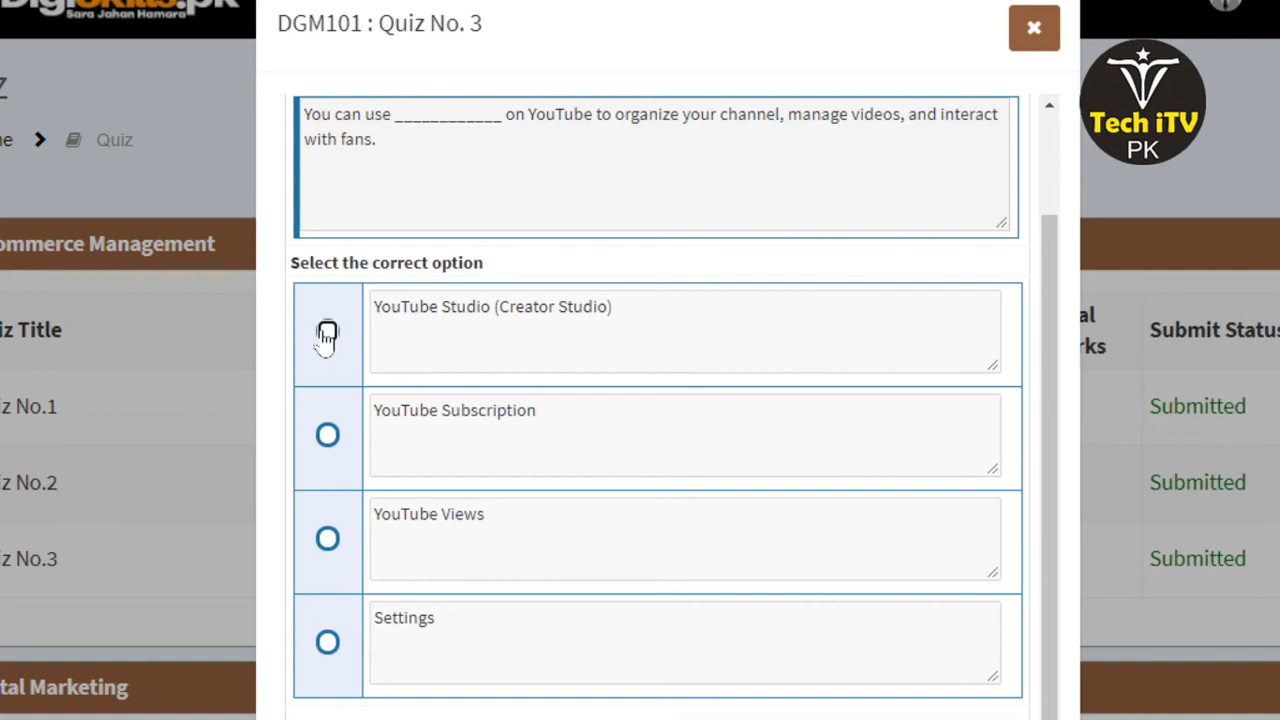 DigiSkills.pk
Sara Jahan Hamara
DGM101 : Quiz No. 3
✖
Tech iTV
PK
Quiz
You can use ____________ on YouTube to organize your channel, manage videos, and interact
with fans.
ommerce Management
Select the correct option
iz Title
YouTube Studio (Creator Studio)
al
rks
Submit Status
iz No.1
YouTube Subscription
Submitted
iz No.2
YouTube Views
Submitted
iz No.3
Submitted
Settings
tal Marketing